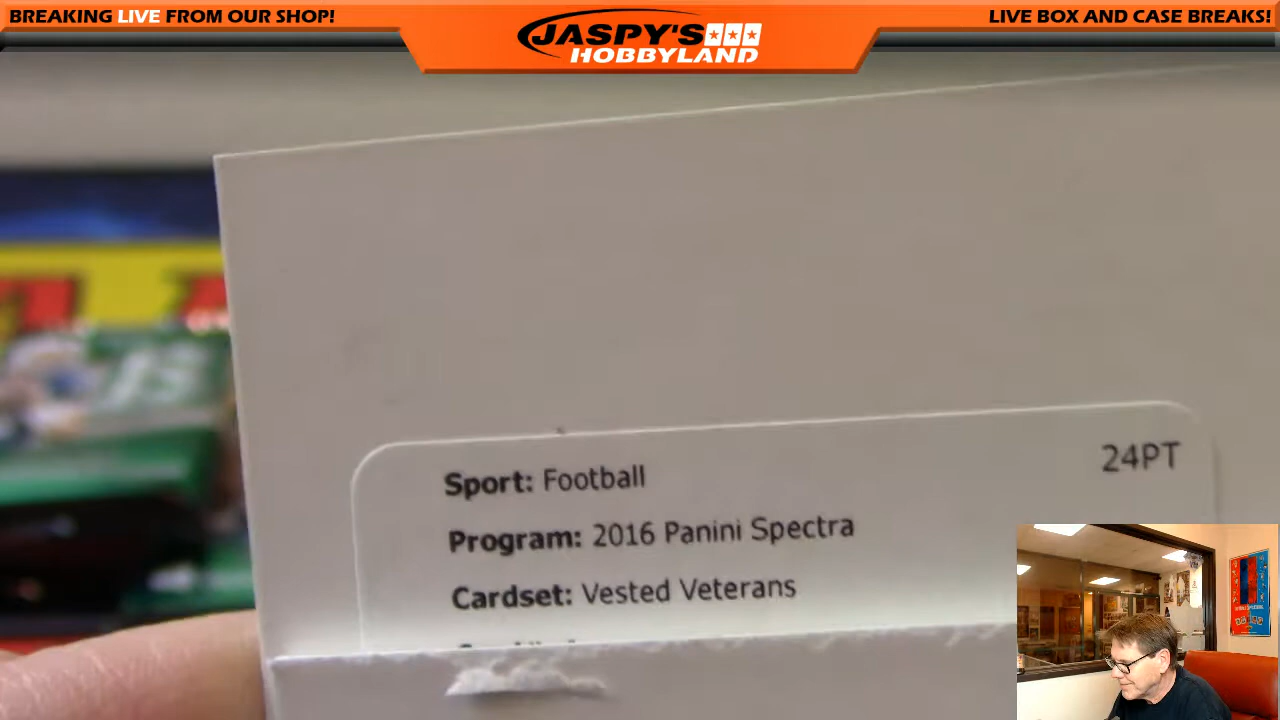 BREAKING LIVE FROM OUR SHOP!
JASPY'S
HOBBYLAND
LIVE BOX AND CASE BREAKS!
Sport: Football
24PT
Program: 2016 Panini Spectra
Cardset: Vested Veterans